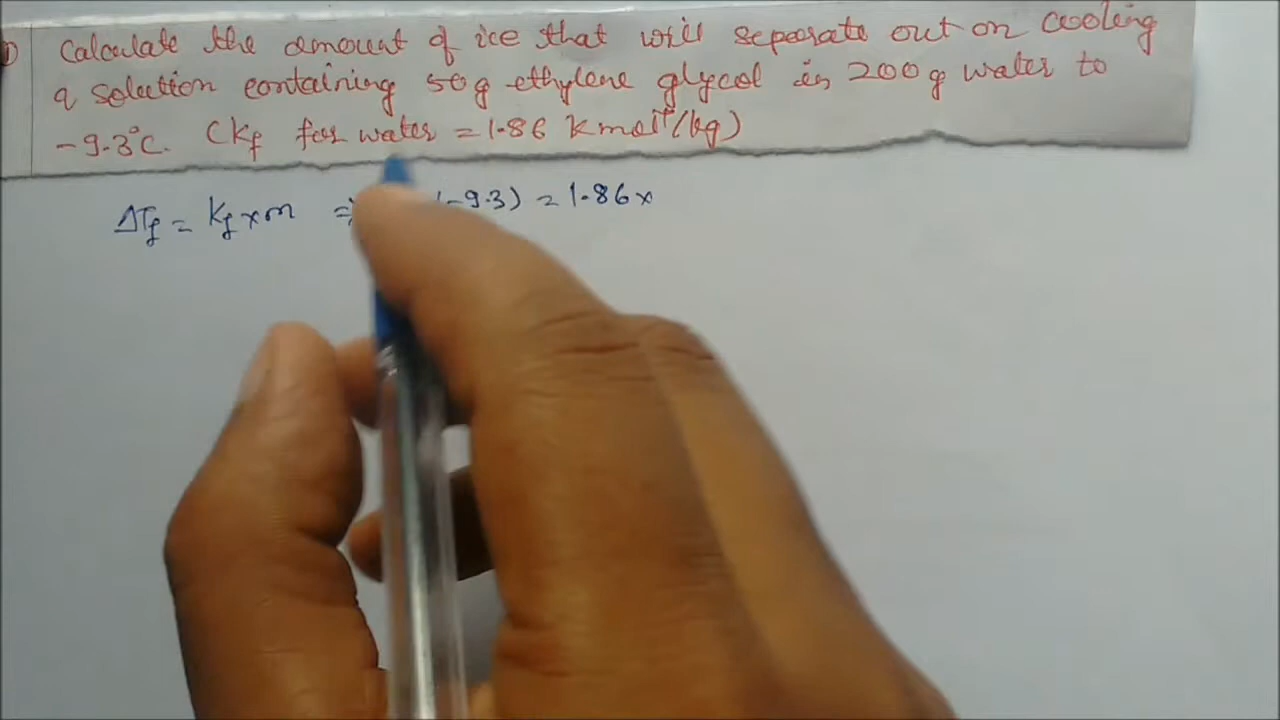 Calculate the amount of ice that will seperate out on cooling
a solution containing 50g ethylene glycol in 200g water to
-9.3°C. (Kf for water = 1.86 K mol⁻¹/kg)
ΔTf = Kf × m ⇒ (-9.3) = 1.86 ×